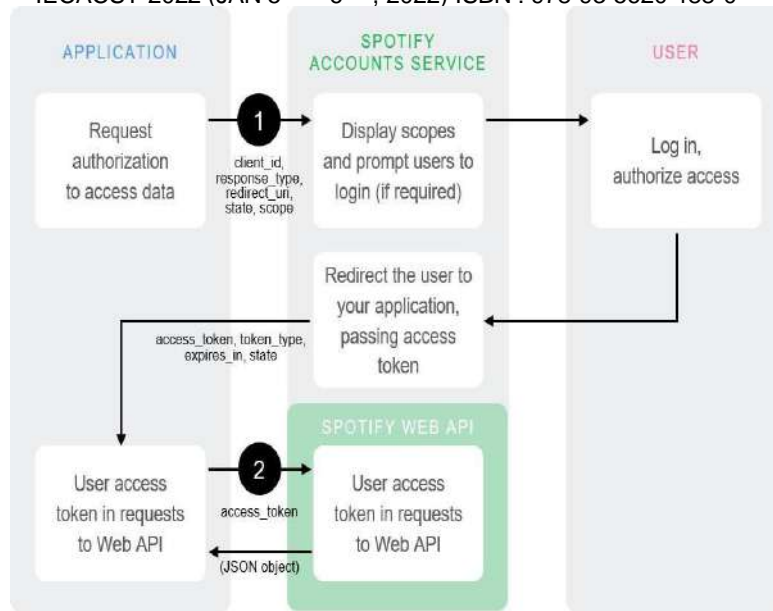 APPLICATION
SPOTIFY
ACCOUNTS SERVICE
USER
Request
authorization
to access data
1
client_id,
response_type,
redirect_uri,
state, scope
Display scopes
and prompt users to
login (if required)
Log in,
authorize access
Redirect the user to
your application,
passing access
token
access_token, token_type,
expires_in, state
SPOTIFY WEB API
User access
token in requests
to Web API
2
access_token
(JSON object)
User access
token in requests
to Web API